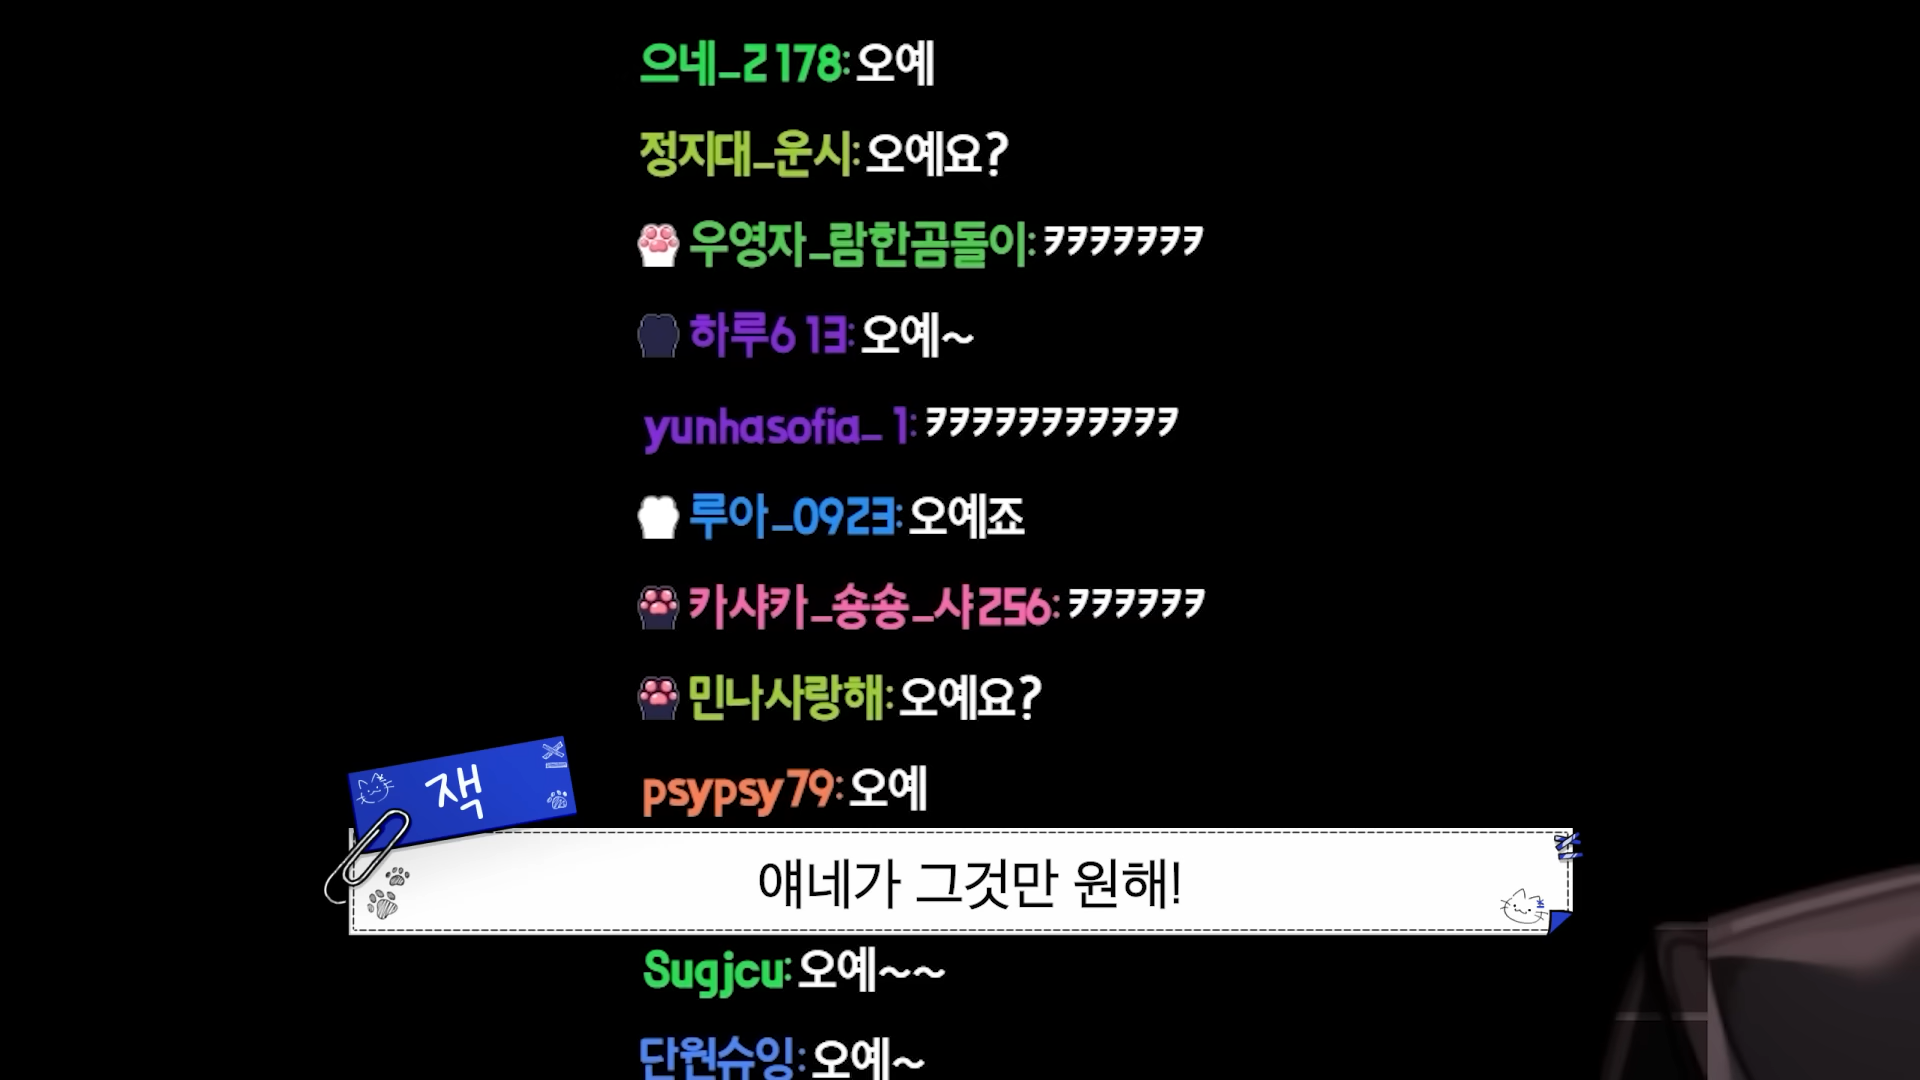 으네_2178: 오예
정지대_운시: 오예요?
우영자_람한곰돌이: ㅋㅋㅋㅋㅋㅋㅋ
하루613: 오예~
yunhasofia_1: ㅋㅋㅋㅋㅋㅋㅋㅋㅋㅋㅋ
루아_0923: 오예죠
카샤카_숑숑_샤256: ㅋㅋㅋㅋㅋㅋ
민나사랑해: 오예요?
psypsy79: 오예
잭
얘네가 그것만 원해!
Sugjcu: 오예~~
단원슈잉: 오예~